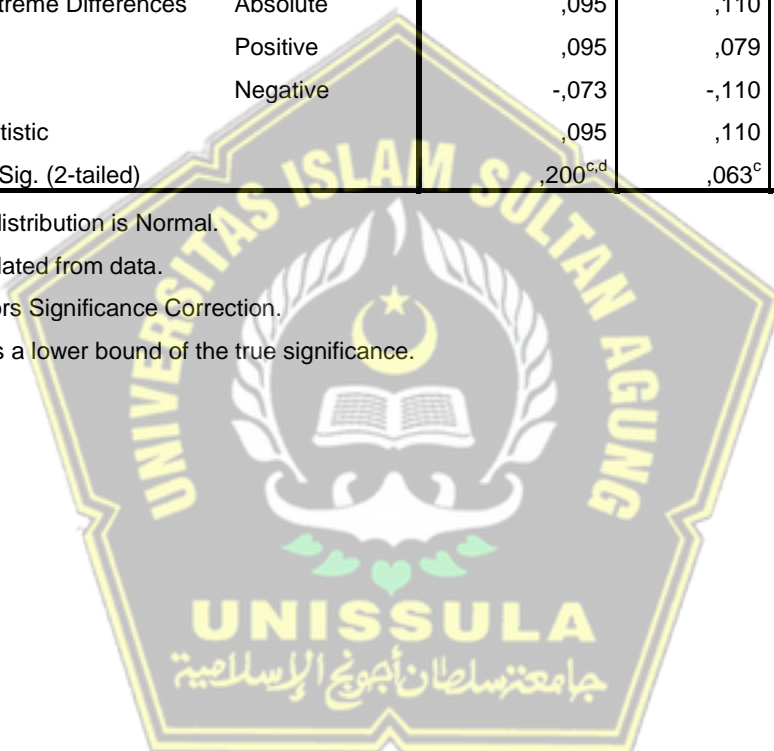 treme Differences Absolute ,095 ,110
Positive ,095 ,079
Negative -,073 -,110
tistic ,095 ,110
Sig. (2-tailed) ,200c,d ,063c
distribution is Normal.
lated from data.
ors Significance Correction.
s a lower bound of the true significance.
UNIVERSITAS ISLAM SULTAN AGUNG
UNISSULA
جامعتسلطان أجونج الإسلامية